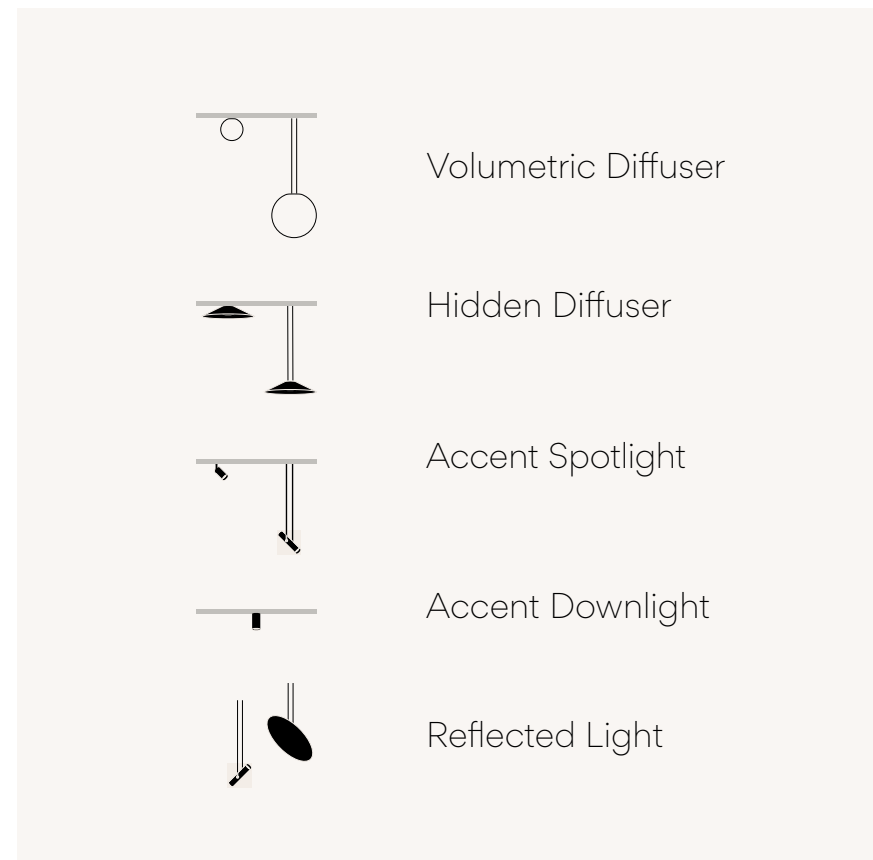 Volumetric Diffuser
Hidden Diffuser
Accent Spotlight
Accent Downlight
Reflected Light